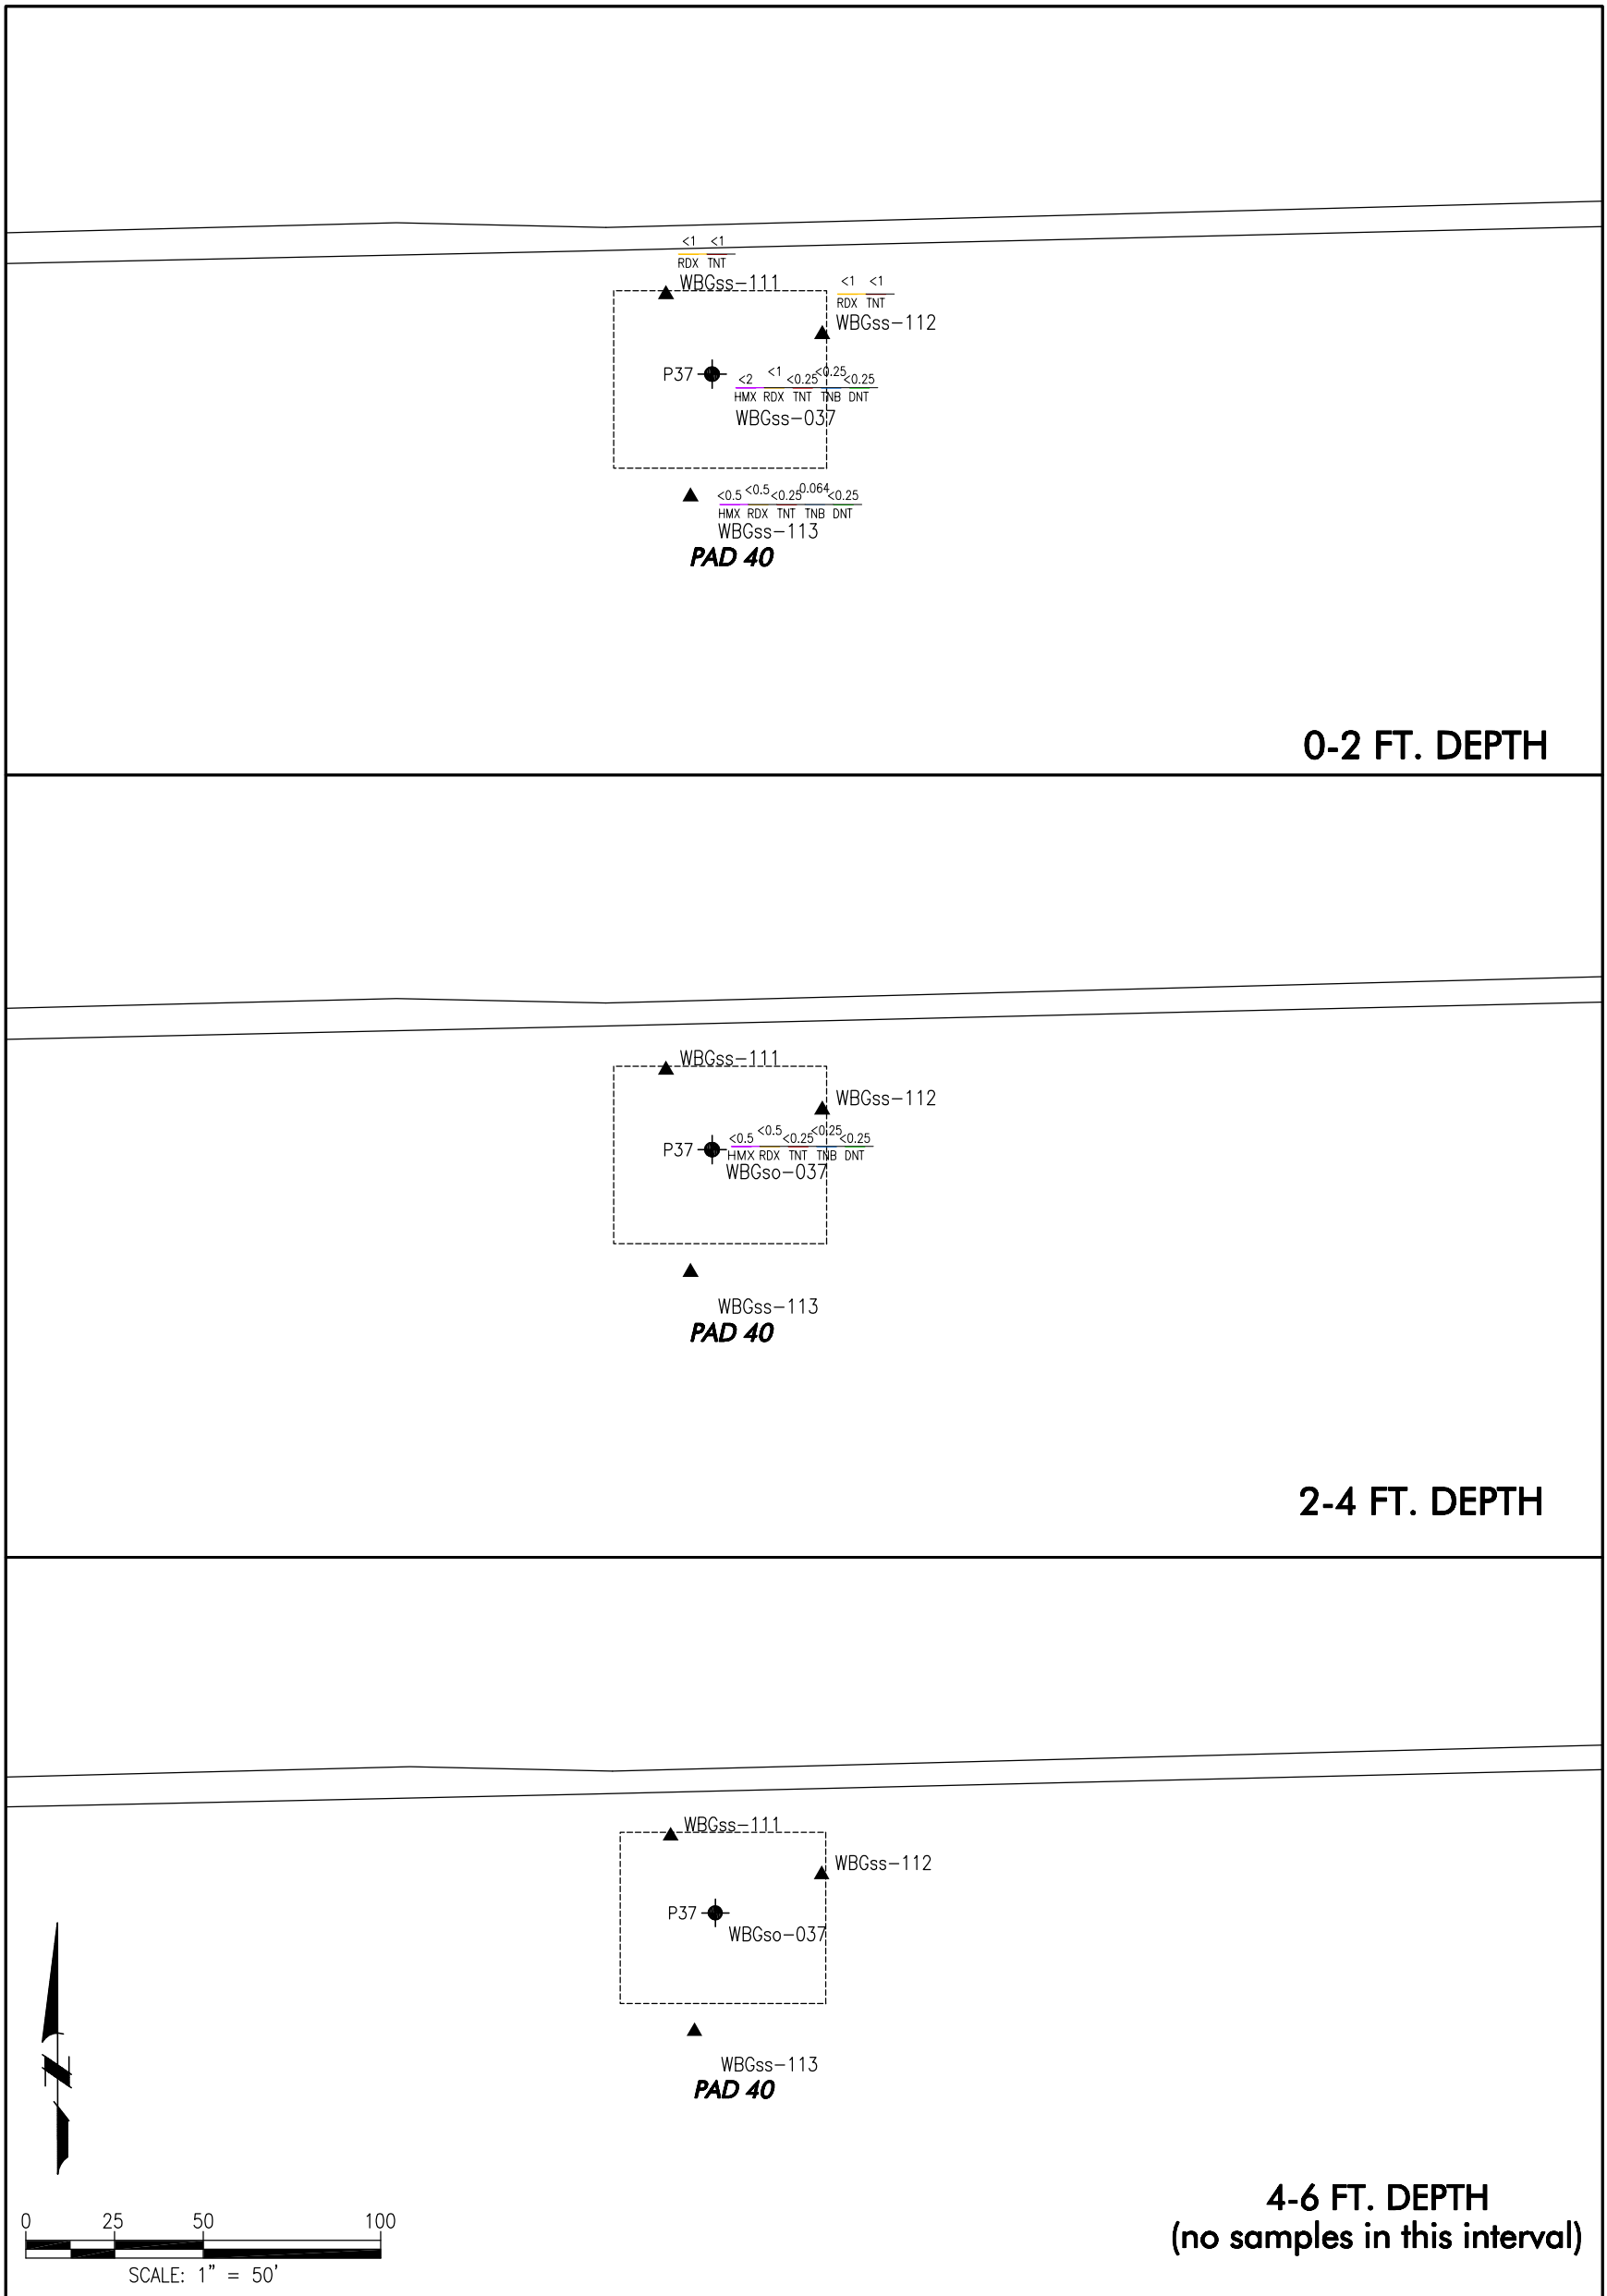 <1 <1
RDX TNT
WBGss-111
<1 <1
RDX TNT
WBGss-112
P37
<2 <1 <0.25 <0.25 <0.25
HMX RDX TNT TNB DNT
WBGss-037
<0.5 <0.5 <0.25 0.064 <0.25
HMX RDX TNT TNB DNT
WBGss-113
PAD 40
0-2 FT. DEPTH
WBGss-111
WBGss-112
P37
<0.5 <0.5 <0.25 <0.25 <0.25
HMX RDX TNT TNB DNT
WBGso-037
WBGss-113
PAD 40
2-4 FT. DEPTH
WBGss-111
WBGss-112
P37
WBGso-037
WBGss-113
PAD 40
N
4-6 FT. DEPTH
(no samples in this interval)
0 25 50 100
SCALE: 1" = 50'